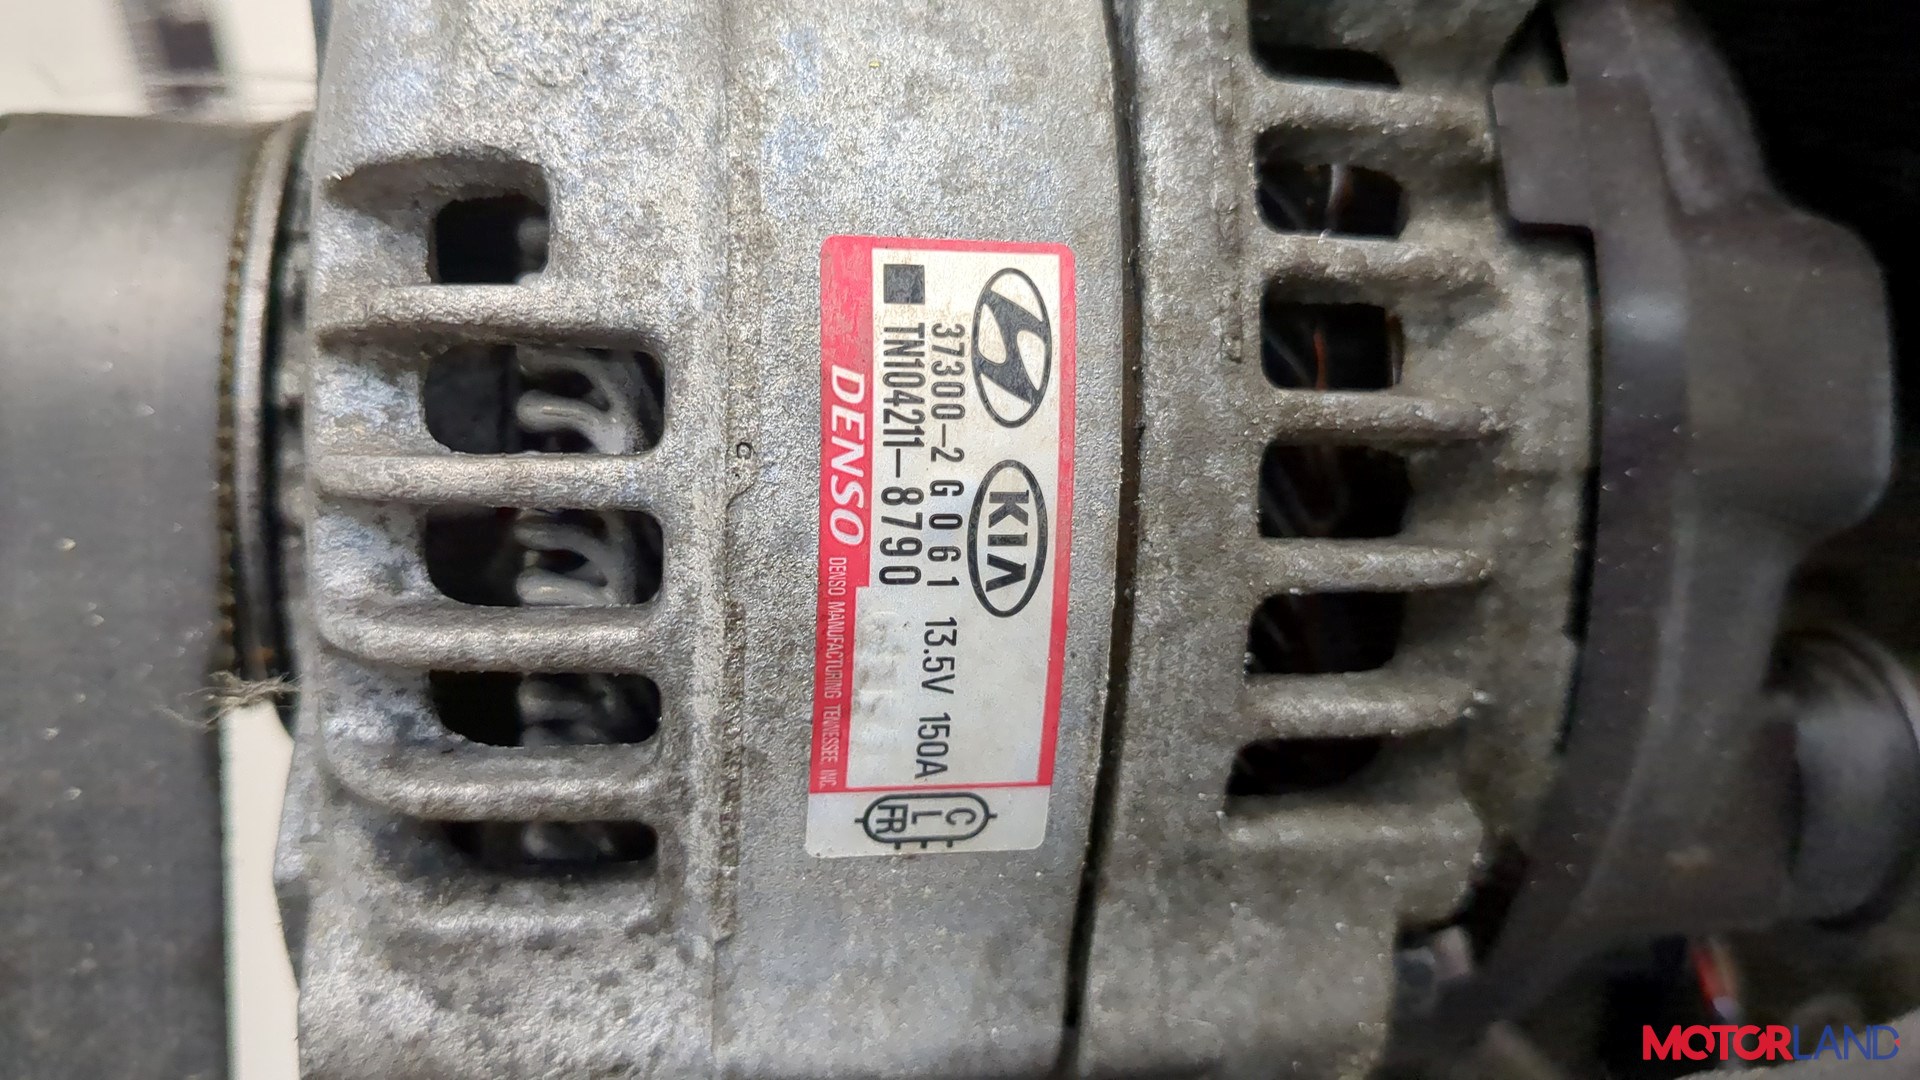 KIA
37300-2G061 13.5V 150A
TN104211-8790
DENSO DENSO MANUFACTURING TENNESSEE, INC.
C
L
FR
MOTORLAND